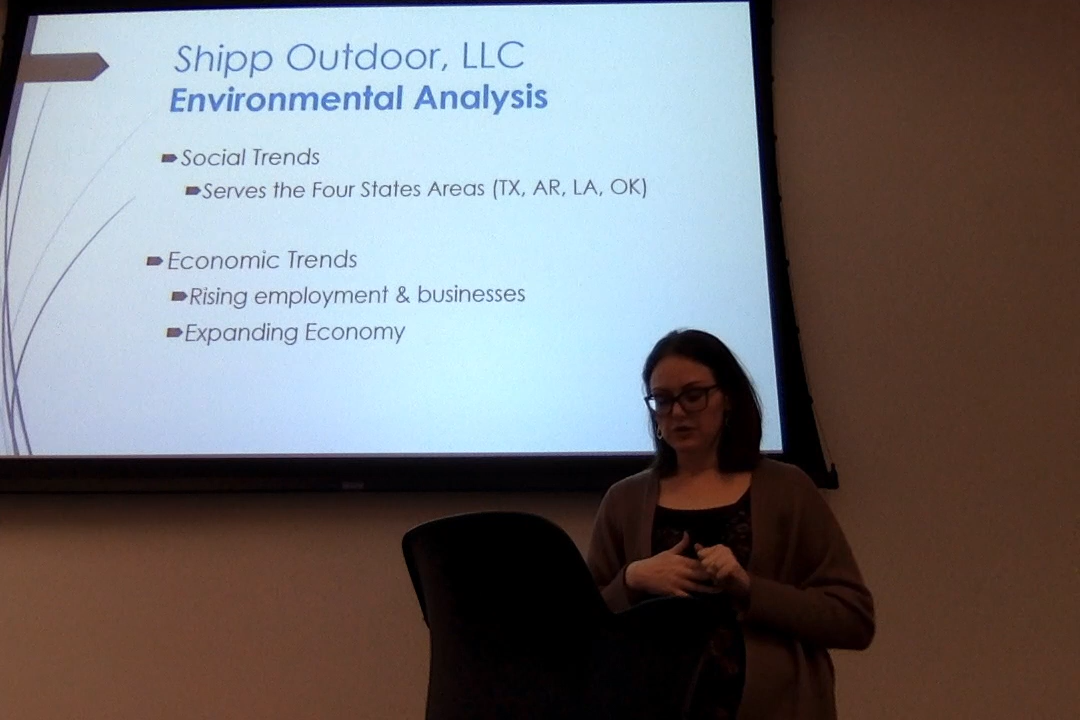 Shipp Outdoor, LLC
Environmental Analysis
Social Trends
Serves the Four States Areas (TX, AR, LA, OK)
Economic Trends
Rising employment & businesses
Expanding Economy